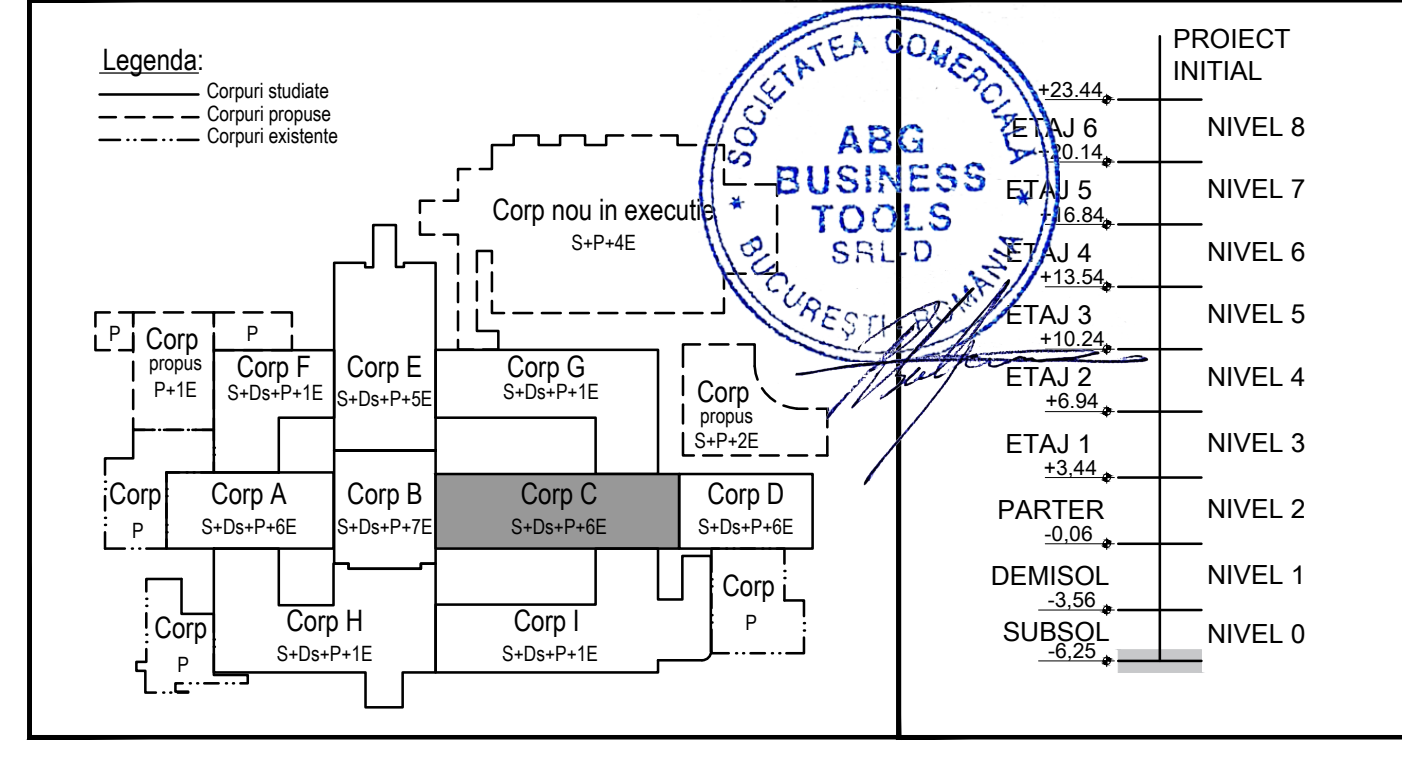 Legenda:
Corpuri studiate
Corpuri propuse
Corpuri existente
Corp nou in executie
S+P+4E
P
Corp
propus
P+1E
P
Corp F
S+Ds+P+1E
Corp E
S+Ds+P+5E
Corp G
S+Ds+P+1E
Corp
propus
S+P+2E
Corp
P
Corp A
S+Ds+P+6E
Corp B
S+Ds+P+7E
Corp C
S+Ds+P+6E
Corp D
S+Ds+P+6E
Corp
P
Corp H
S+Ds+P+1E
Corp I
S+Ds+P+1E
Corp
P
SOCIETATEA COMERCIALĂ
ABG
BUSINESS
TOOLS
SRL-D
BUCUREȘTI ROMÂNIA
PROIECT
INITIAL
+23.44
ETAJ 6 NIVEL 8
+20.14
ETAJ 5 NIVEL 7
+16.84
ETAJ 4 NIVEL 6
+13.54
ETAJ 3 NIVEL 5
+10.24
ETAJ 2 NIVEL 4
+6.94
ETAJ 1 NIVEL 3
+3,44
PARTER NIVEL 2
-0,06
DEMISOL NIVEL 1
-3,56
SUBSOL NIVEL 0
-6,25